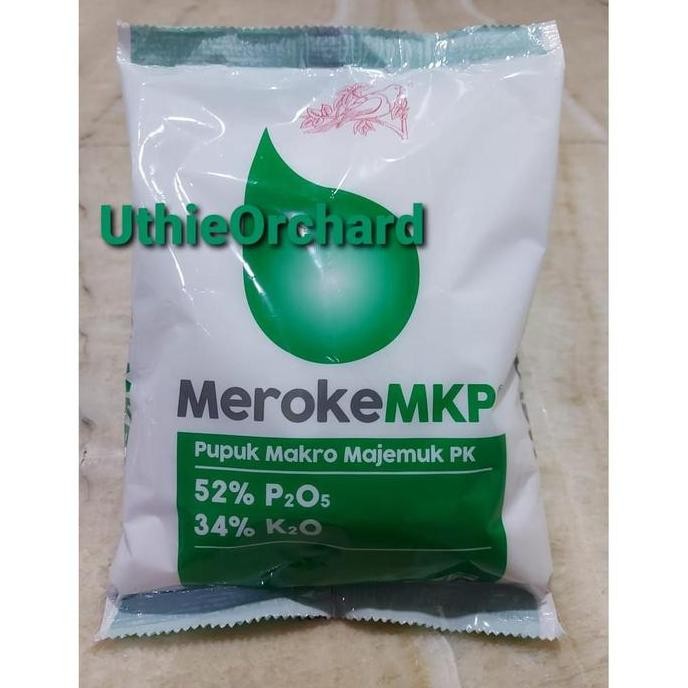 UthieOrchard
MerokeMKP
Pupuk Makro Majemuk PK
52% P₂O₅
34% K₂O